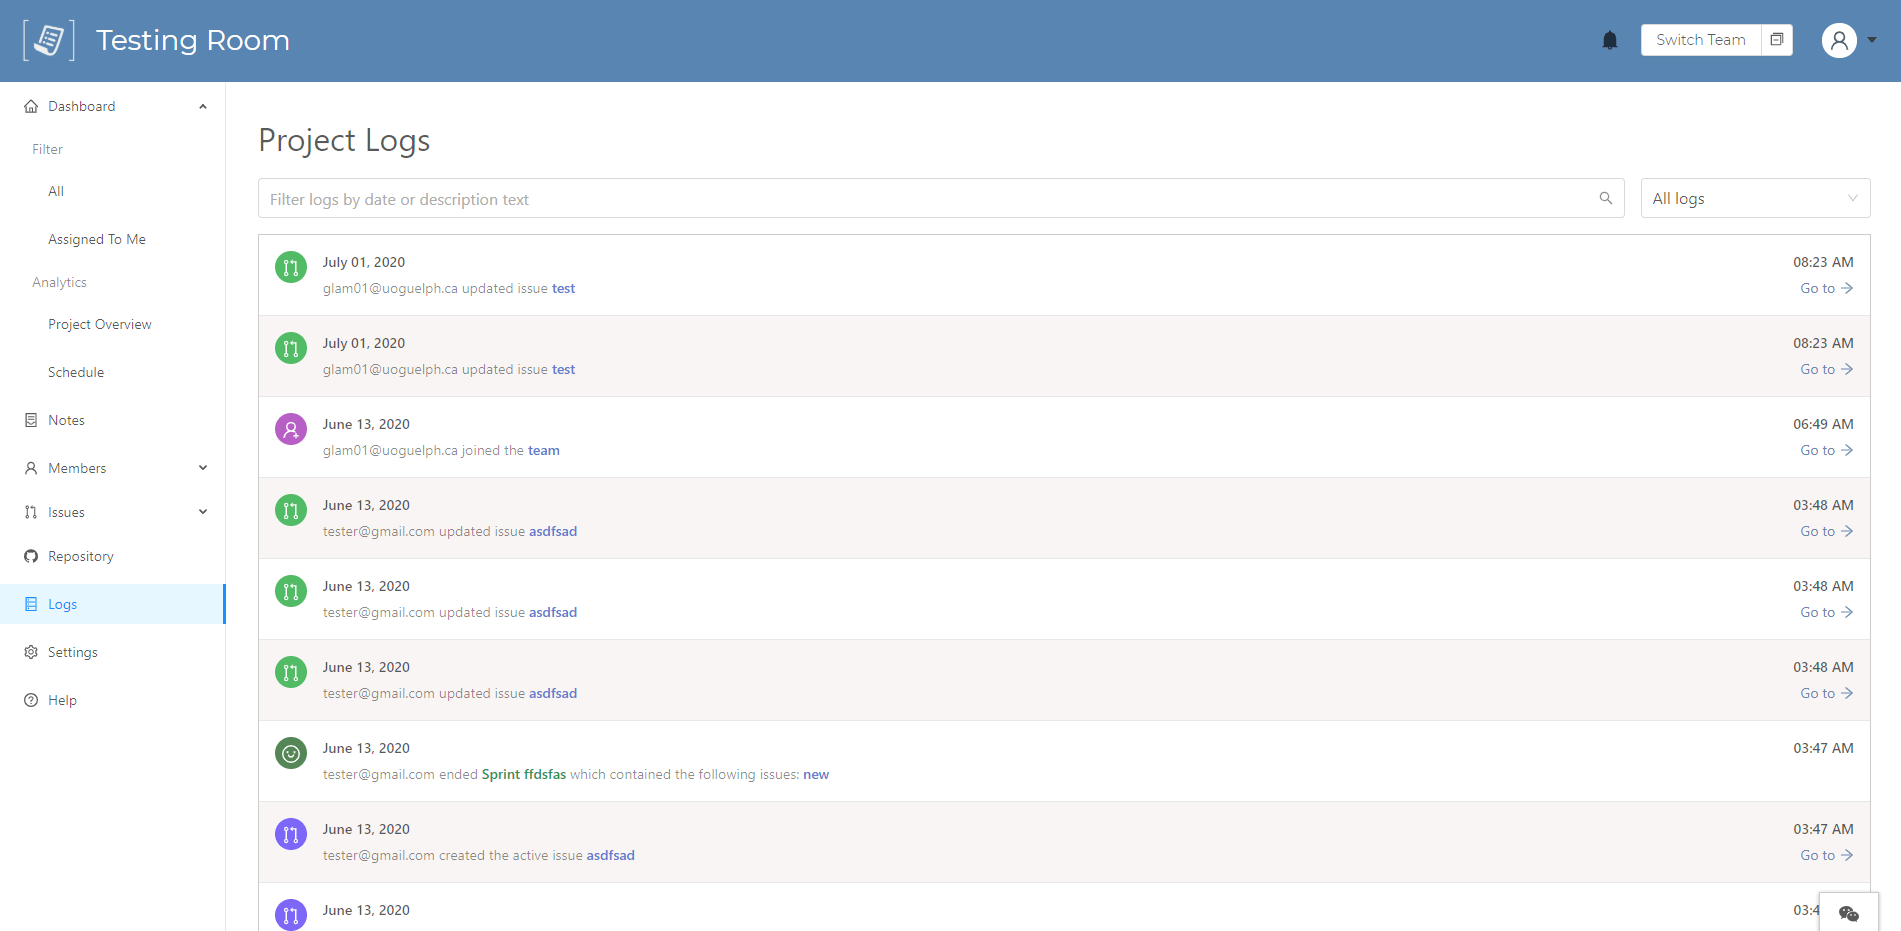 Testing Room
Switch Team
Dashboard
Filter
All
Assigned To Me
Analytics
Project Overview
Schedule
Notes
Members
Issues
Repository
Logs
Settings
Help
Project Logs
Filter logs by date or description text
All logs
July 01, 2020 08:23 AM
glam01@uoguelph.ca updated issue test Go to
July 01, 2020 08:23 AM
glam01@uoguelph.ca updated issue test Go to
June 13, 2020 06:49 AM
glam01@uoguelph.ca joined the team Go to
June 13, 2020 03:48 AM
tester@gmail.com updated issue asdfsad Go to
June 13, 2020 03:48 AM
tester@gmail.com updated issue asdfsad Go to
June 13, 2020 03:48 AM
tester@gmail.com updated issue asdfsad Go to
June 13, 2020 03:47 AM
tester@gmail.com ended Sprint ffdsfas which contained the following issues: new
June 13, 2020 03:47 AM
tester@gmail.com created the active issue asdfsad Go to
June 13, 2020